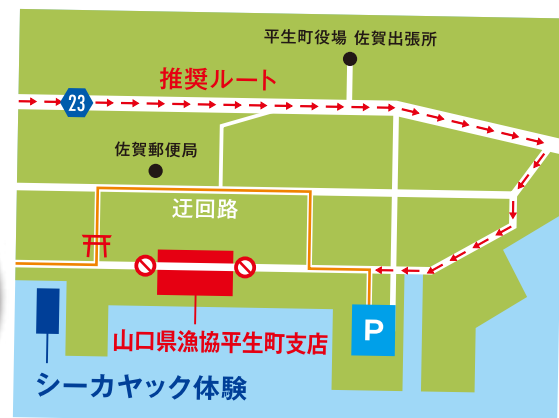 平生町役場 佐賀出張所
推奨ルート
23
佐賀郵便局
迂回路
P
山口県漁協平生町支店
シーカヤック体験